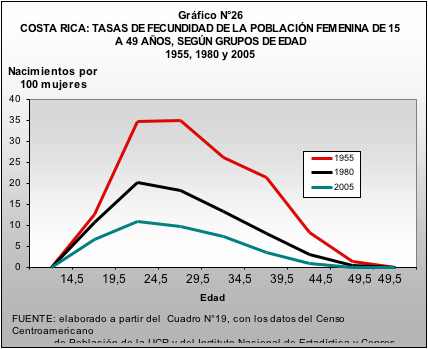 Gráfico N°26
COSTA RICA: TASAS DE FECUNDIDAD DE LA POBLACIÓN FEMENINA DE 15
A 49 AÑOS, SEGÚN GRUPOS DE EDAD
1955, 1980 y 2005
Nacimientos por
100 mujeres
40
35
30
25
20
15
10
5
0
1955
1980
2005
14,5 19,5 24,5 29,5 34,5 39,5 44,5 49,5 49,5
Edad
FUENTE: elaborado a partir del Cuadro N°19, con los datos del Censo
Centroamericano
de Población de la UCR y del Instituto Nacional de Estadística y Censos